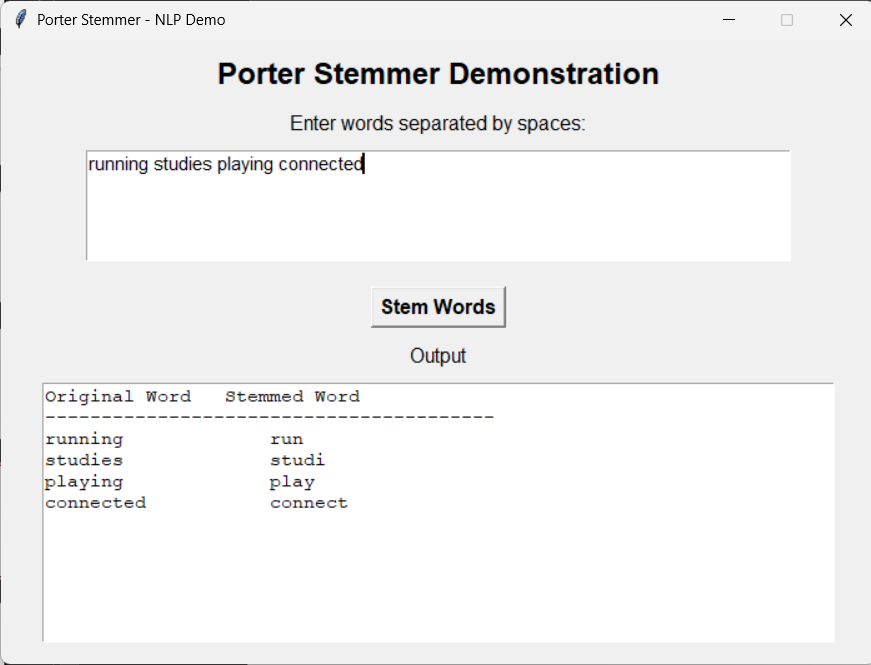 Porter Stemmer - NLP Demo
Porter Stemmer Demonstration
Enter words separated by spaces:
running studies playing connected
Stem Words
Output
Original Word   Stemmed Word
----------------------------------------
running             run
studies             studi
playing             play
connected           connect